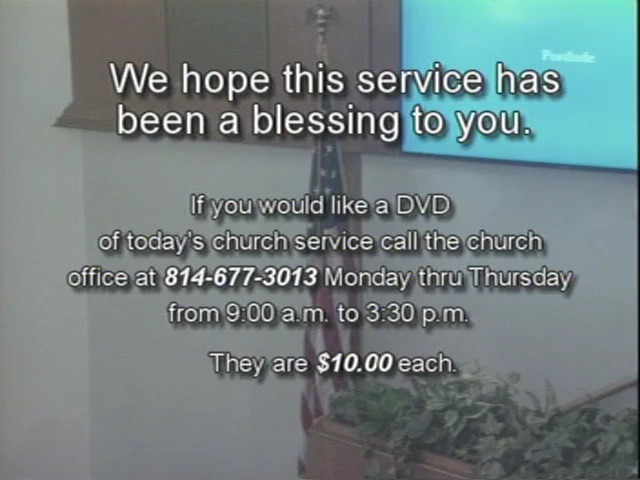 Postlude
We hope this service has
been a blessing to you.
If you would like a DVD
of today's church service call the church
office at 814-677-3013 Monday thru Thursday
from 9:00 a.m. to 3:30 p.m.
They are $10.00 each.